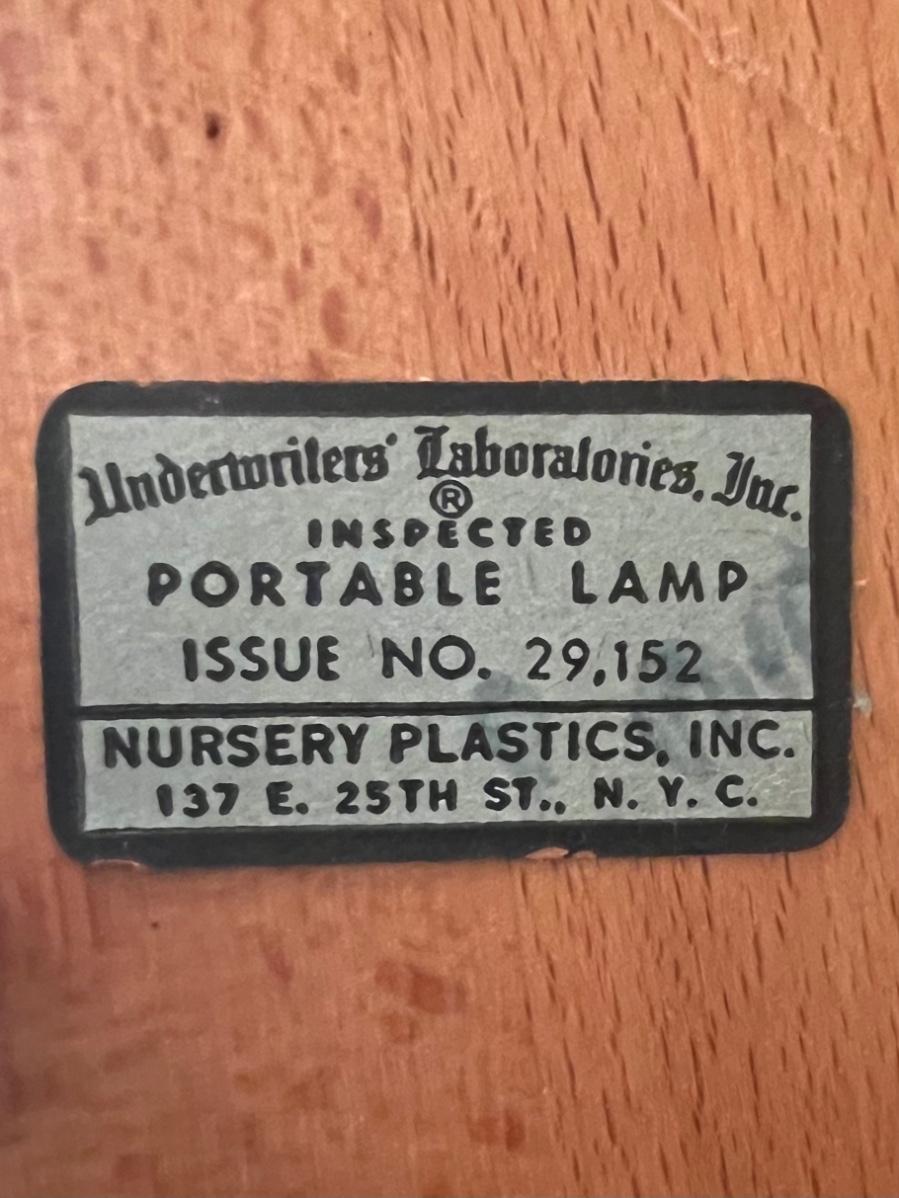 Underwriters' Laboratories, Inc.
®
INSPECTED
PORTABLE LAMP
ISSUE NO. 29,152
NURSERY PLASTICS, INC.
137 E. 25TH ST., N. Y. C.